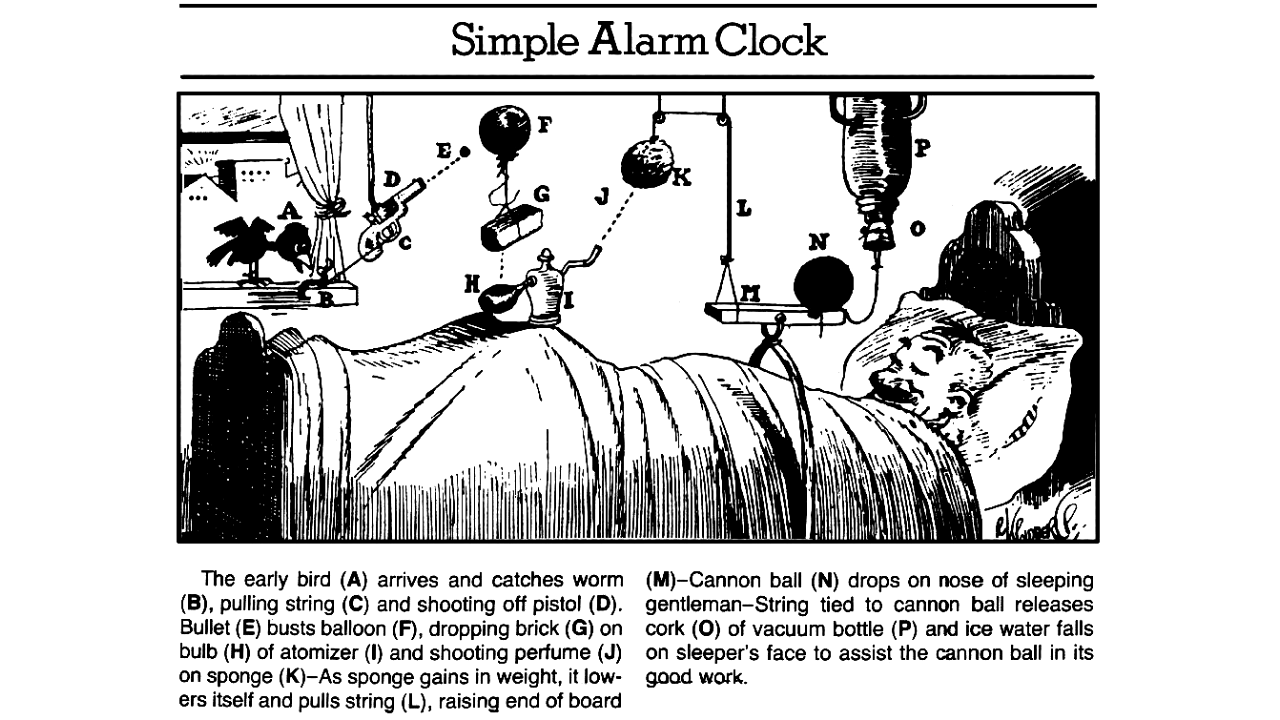 Simple Alarm Clock
A
B
C
D
E
F
G
H
I
J
K
L
M
N
O
P
The early bird (A) arrives and catches worm
(B), pulling string (C) and shooting off pistol (D).
Bullet (E) busts balloon (F), dropping brick (G) on
bulb (H) of atomizer (I) and shooting perfume (J)
on sponge (K)–As sponge gains in weight, it low-
ers itself and pulls string (L), raising end of board
(M)–Cannon ball (N) drops on nose of sleeping
gentleman–String tied to cannon ball releases
cork (O) of vacuum bottle (P) and ice water falls
on sleeper's face to assist the cannon ball in its
good work.